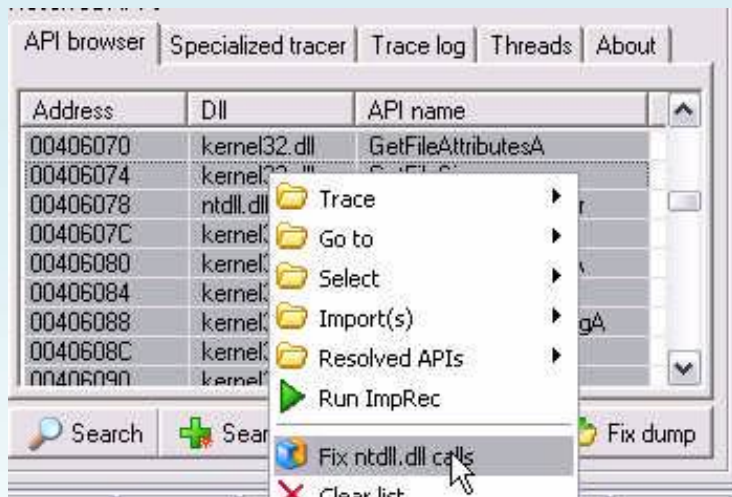 API browser Specialized tracer Trace log Threads About
Address Dll API name
00406070 kernel32.dll GetFileAttributesA
00406074
00406078 ntdll.dll
0040607C
00406080
00406084
00406088 gA
0040608C
00406090
Trace
Go to
Select
Import(s)
Resolved APIs
Run ImpRec
Search Fix dump
Fix ntdll.dll calls
Clear list